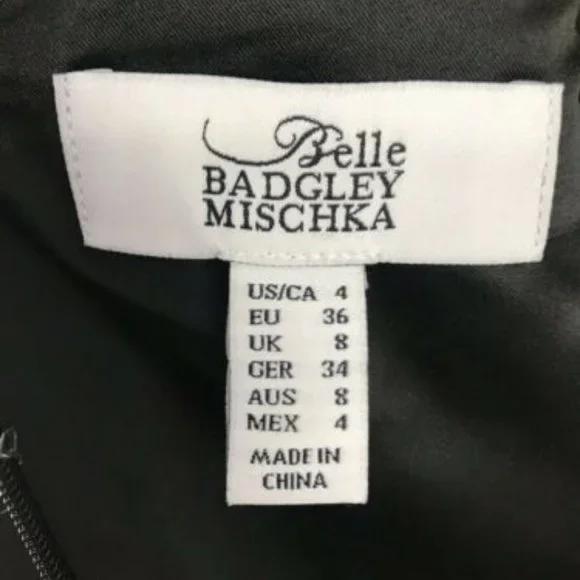 Belle
BADGLEY
MISCHKA
US/CA 4
EU 36
UK 8
GER 34
AUS 8
MEX 4
MADE IN
CHINA